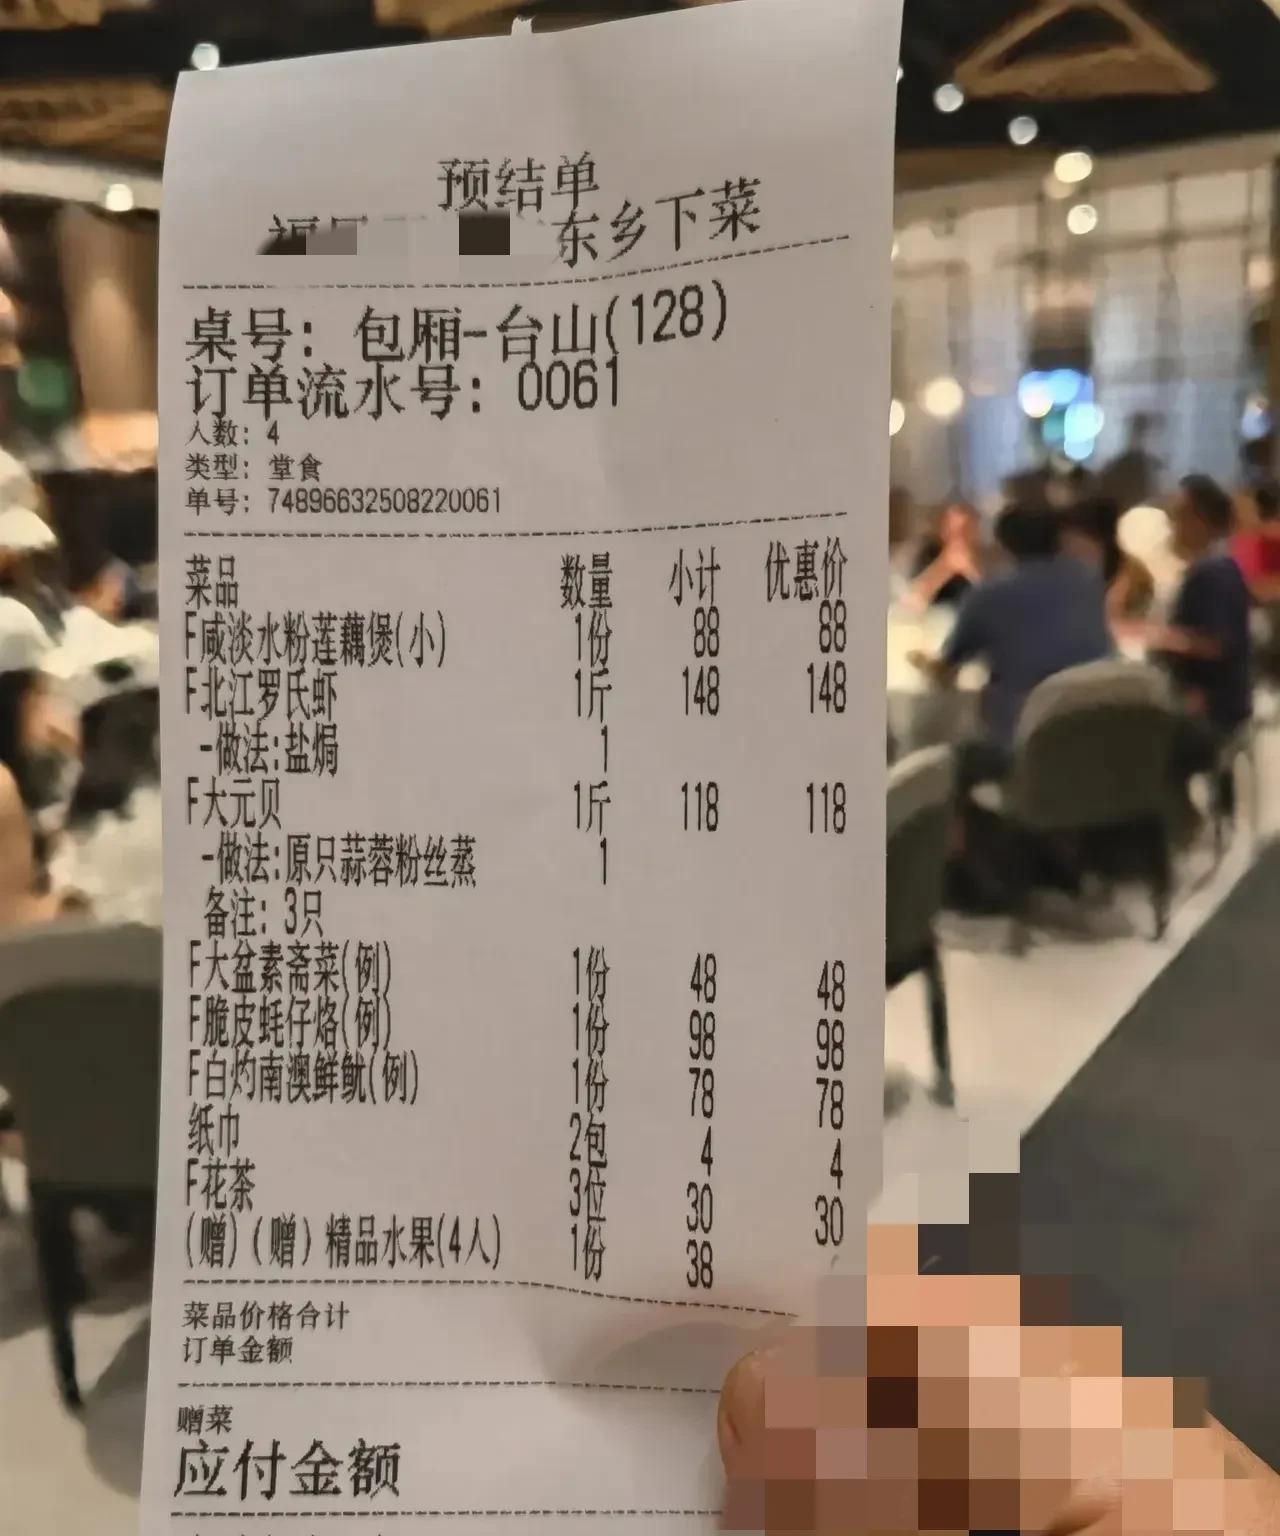 预结单
东乡下菜
桌号: 包厢-台山(128)
订单流水号: 0061
人数: 4
类型: 堂食
单号: 74896632508220061
菜品 数量 小计 优惠价
F咸淡水粉莲藕煲(小) 1份 88 88
F北江罗氏虾 1斤 148 148
-做法:盐焗 1
F大元贝 1斤 118 118
-做法:原只蒜蓉粉丝蒸 1
备注: 3只
F大盆素斋菜(例) 1份 48 48
F脆皮蚝仔烙(例) 1份 98 98
F白灼南澳鲜鱿(例) 1份 78 78
纸巾 2包 4 4
F花茶 3位 30 30
(赠)(赠)精品水果(4人) 1份 38
菜品价格合计
订单金额
赠菜
应付金额